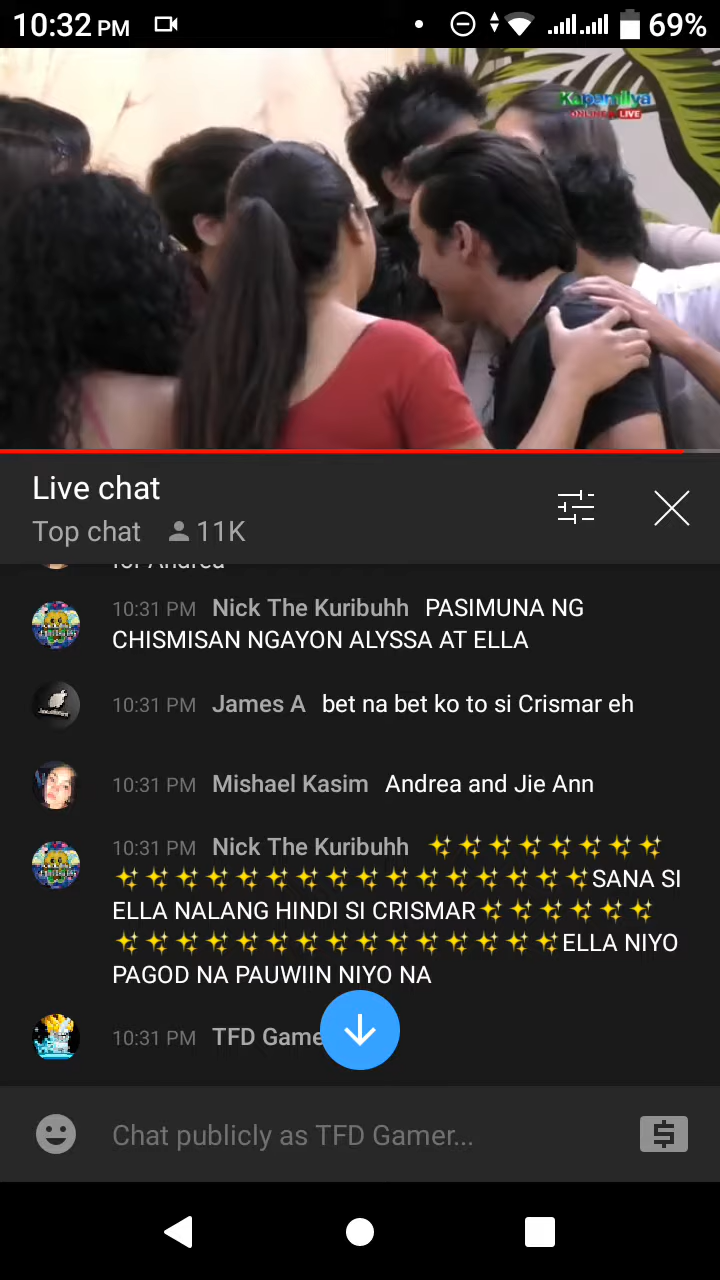 10:32 PM 69%
Kapamilya
ONLINE LIVE
Live chat
Top chat 11K
for Andrea
10:31 PM Nick The Kuribuhh PASIMUNA NG
CHISMISAN NGAYON ALYSSA AT ELLA
10:31 PM James A bet na bet ko to si Crismar eh
10:31 PM Mishael Kasim Andrea and Jie Ann
10:31 PM Nick The Kuribuhh ✨✨✨✨✨✨✨✨
✨✨✨✨✨✨✨✨✨✨✨✨✨✨✨✨SANA SI
ELLA NALANG HINDI SI CRISMAR✨✨✨✨✨✨
✨✨✨✨✨✨✨✨✨✨✨✨✨✨✨ELLA NIYO
PAGOD NA PAUWIIN NIYO NA
10:31 PM TFD Game
Chat publicly as TFD Gamer...